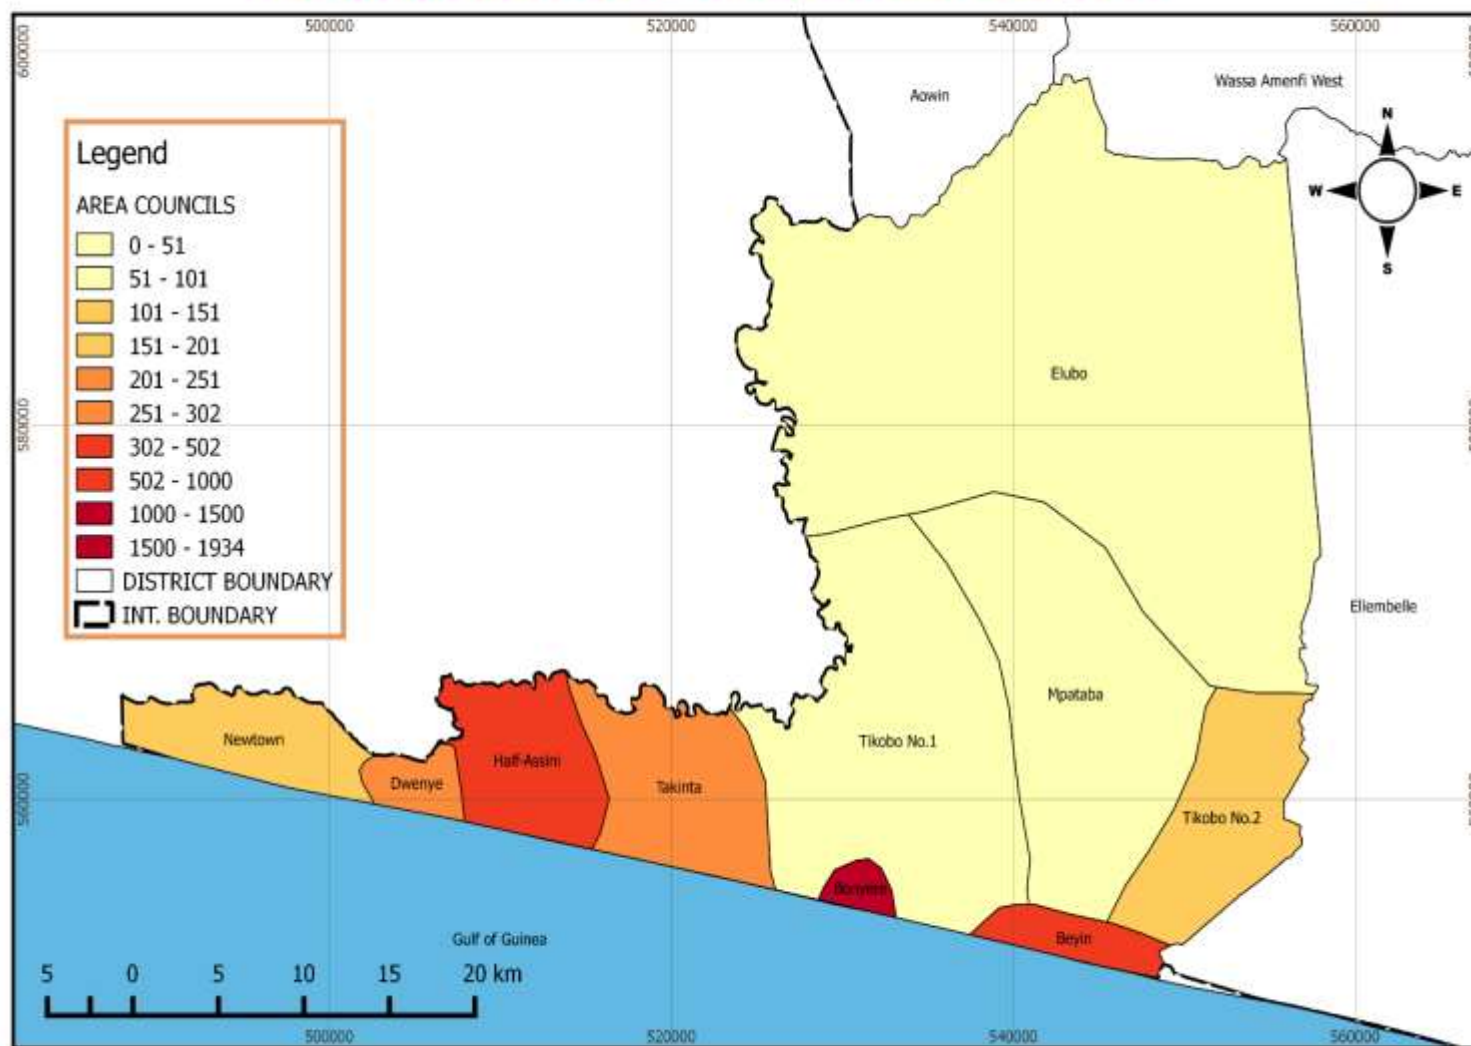 500000
520000
540000
560000
600000
Aowin
Wassa Amenfi West
N
W
E
S
Legend
AREA COUNCILS
0 - 51
51 - 101
101 - 151
151 - 201
201 - 251
251 - 302
302 - 502
502 - 1000
1000 - 1500
1500 - 1934
DISTRICT BOUNDARY
INT. BOUNDARY
Elubo
580000
Ellembelle
Mpataba
Newtown
Tikobo No.1
Half-Assini
Dwenye
Takinta
560000
Tikobo No.2
Bonyere
Beyin
Gulf of Guinea
5 0 5 10 15 20 km
500000
520000
540000
560000